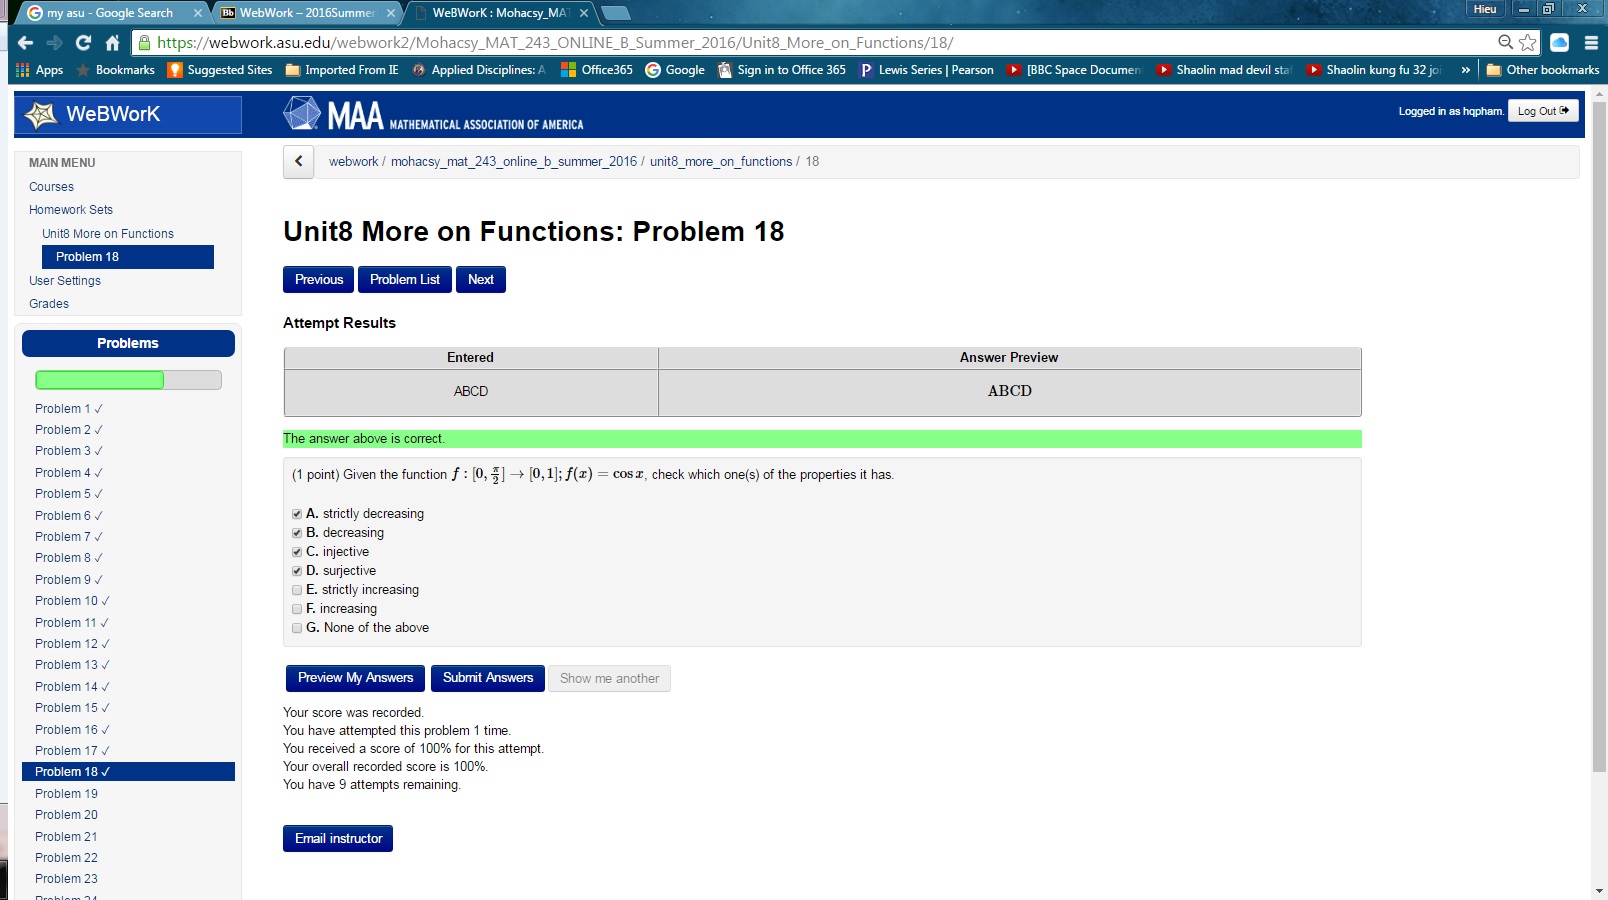 my asu - Google Search
WebWork – 2016Summer
WeBWorK : Mohacsy_MAT
Hieu
https://webwork.asu.edu/webwork2/Mohacsy_MAT_243_ONLINE_B_Summer_2016/Unit8_More_on_Functions/18/
Apps Bookmarks Suggested Sites Imported From IE Applied Disciplines: A Office365 Google Sign in to Office 365 Lewis Series | Pearson [BBC Space Documen Shaolin mad devil sta Shaolin kung fu 32 joi » Other bookmarks
WeBWorK
MAA MATHEMATICAL ASSOCIATION OF AMERICA
Logged in as hqpham. Log Out
MAIN MENU
Courses
Homework Sets
Unit8 More on Functions
Problem 18
User Settings
Grades
Problems
Problem 1 ✓
Problem 2 ✓
Problem 3 ✓
Problem 4 ✓
Problem 5 ✓
Problem 6 ✓
Problem 7 ✓
Problem 8 ✓
Problem 9 ✓
Problem 10 ✓
Problem 11 ✓
Problem 12 ✓
Problem 13 ✓
Problem 14 ✓
Problem 15 ✓
Problem 16 ✓
Problem 17 ✓
Problem 18 ✓
Problem 19
Problem 20
Problem 21
Problem 22
Problem 23
Problem 24
webwork / mohacsy_mat_243_online_b_summer_2016 / unit8_more_on_functions / 18
Unit8 More on Functions: Problem 18
Previous Problem List Next
Attempt Results
Entered Answer Preview
ABCD ABCD
The answer above is correct.
(1 point) Given the function f : [0, π/2] → [0, 1]; f(x) = cos x, check which one(s) of the properties it has.
A. strictly decreasing
B. decreasing
C. injective
D. surjective
E. strictly increasing
F. increasing
G. None of the above
Preview My Answers Submit Answers Show me another
Your score was recorded.
You have attempted this problem 1 time.
You received a score of 100% for this attempt.
Your overall recorded score is 100%.
You have 9 attempts remaining.
Email instructor